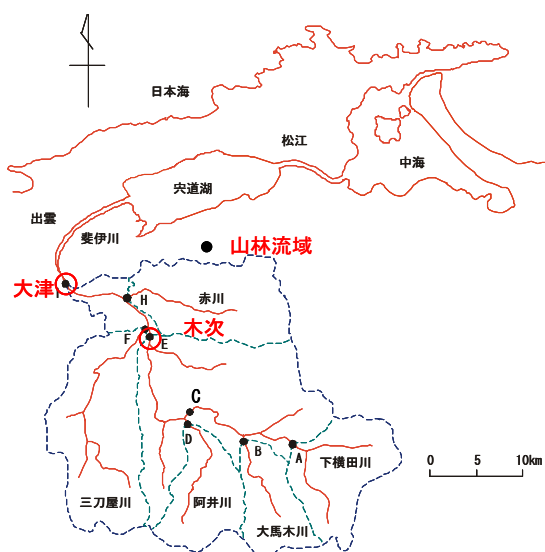 日本海
松江
中海
宍道湖
出雲
斐伊川
山林流域
大津
I
H
赤川
木次
F
E
C
D
B
A
下横田川
三刀屋川
阿井川
大馬木川
0 5 10km